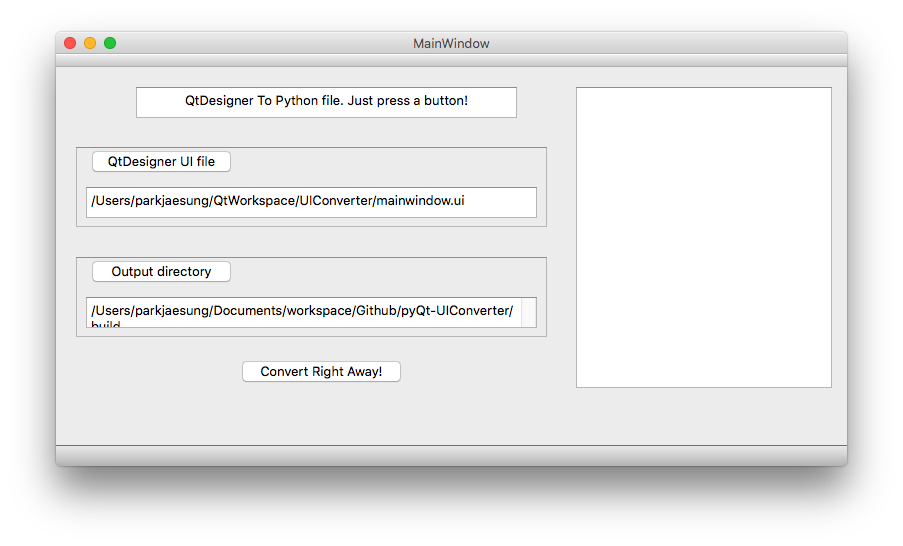 MainWindow
QtDesigner To Python file. Just press a button!
QtDesigner UI file
/Users/parkjaesung/QtWorkspace/UIConverter/mainwindow.ui
Output directory
/Users/parkjaesung/Documents/workspace/Github/pyQt-UIConverter/
build
Convert Right Away!